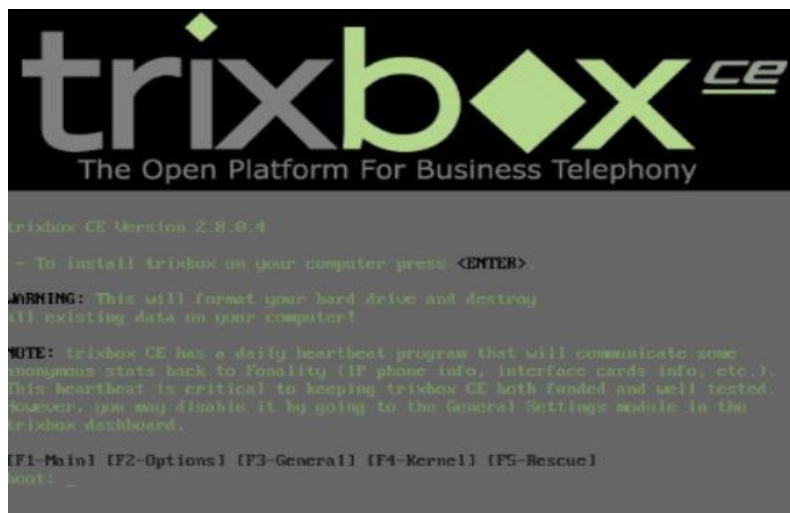 trixbox CE
The Open Platform For Business Telephony
trixbox CE Version 2.8.0.4
- To install trixbox on your computer press <ENTER>.
WARNING: This will format your hard drive and destroy
all existing data on your computer!
NOTE: trixbox CE has a daily heartbeat program that will communicate some
anonymous stats back to Fonality (IP phone info, interface cards info, etc.).
This heartbeat is critical to keeping trixbox CE both funded and well tested.
However, you may disable it by going to the General Settings module in the
trixbox dashboard.
[F1-Main] [F2-Options] [F3-General] [F4-Kernel] [F5-Rescue]
boot: _